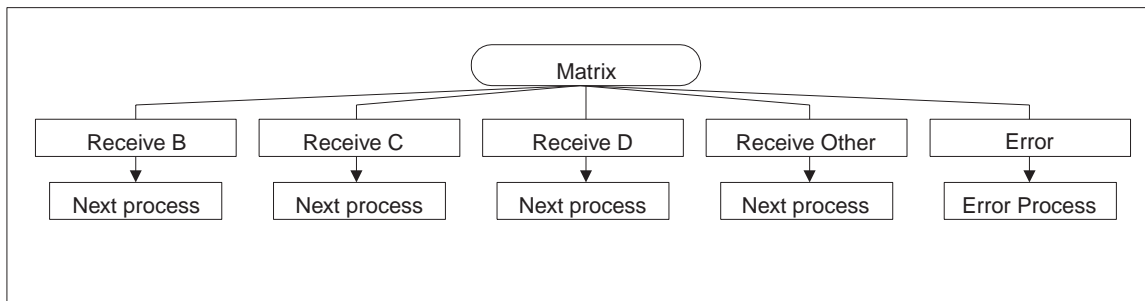 Matrix
Receive B
Receive C
Receive D
Receive Other
Error
Next process
Next process
Next process
Next process
Error Process